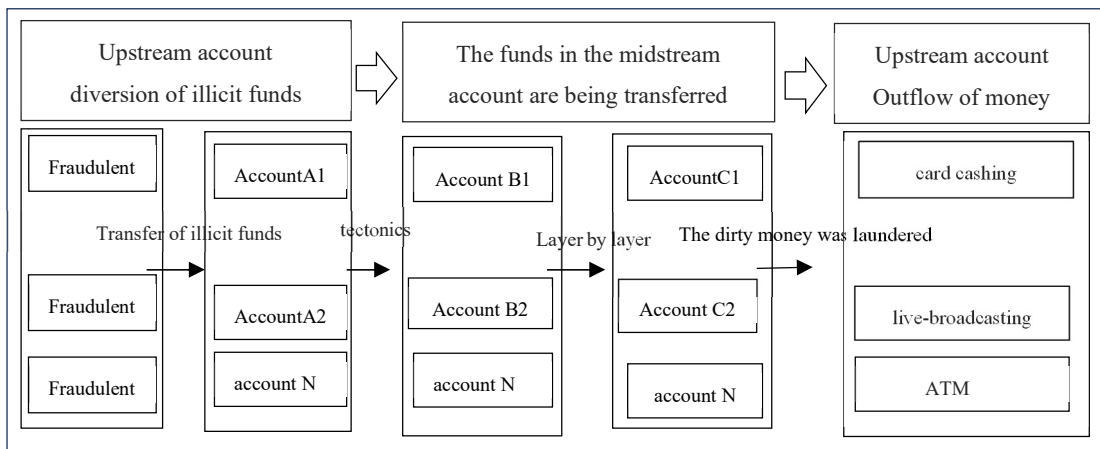 Upstream account
diversion of illicit funds
The funds in the midstream
account are being transferred
Upstream account
Outflow of money
Fraudulent
Fraudulent
Fraudulent
Transfer of illicit funds
AccountA1
AccountA2
account N
tectonics
Account B1
Account B2
account N
Layer by layer
AccountC1
Account C2
account N
The dirty money was laundered
card cashing
live-broadcasting
ATM